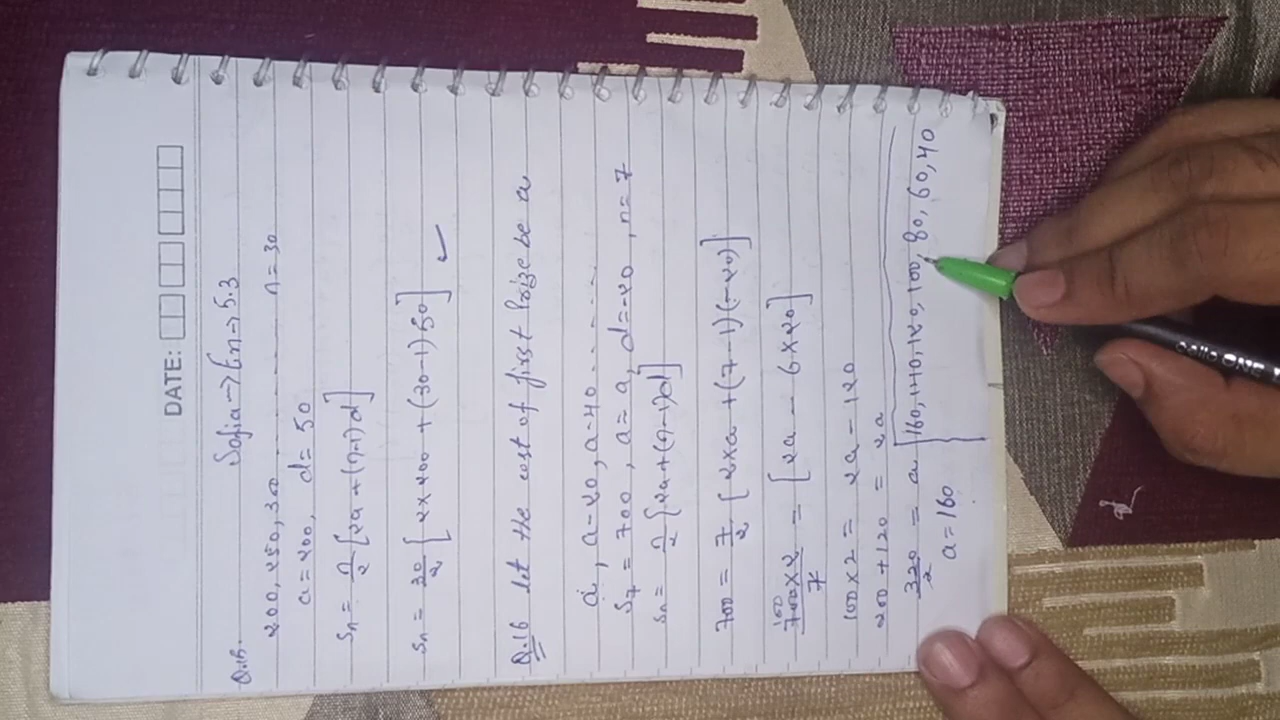 DATE:
Sofia → En → 5.3
Q.15.
200, 250, 300 ........... n = 30
a = 200, d = 50
Sn = n/2 [2a + (n-1) d]
Sn = 30/2 [2 x 200 + (30-1) 50] ✓
Q.16 let the cost of first Prize be a
a, a-20, a-40 ......
S7 = 700, a = a, d = -20, n = 7
Sn = n/2 [2a + (n-1)d]
700 = 7/2 [2 x a + (7-1)(-20)]
100
700 x 2 / 7 = [2a - 6 x 20]
100 x 2 = 2a - 120
200 + 120 = 2a
320/2 = a
a = 160
160, 140, 120, 100, 80, 60, 40
cello ONE